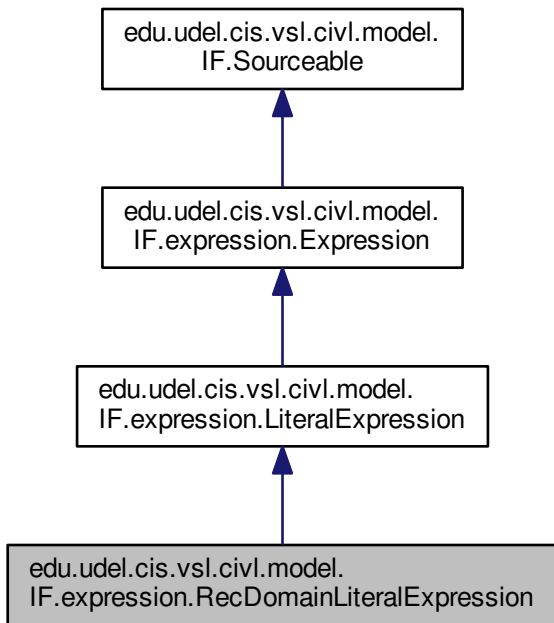 edu.udel.cis.vsl.civl.model.
IF.Sourceable
edu.udel.cis.vsl.civl.model.
IF.expression.Expression
edu.udel.cis.vsl.civl.model.
IF.expression.LiteralExpression
edu.udel.cis.vsl.civl.model.
IF.expression.RecDomainLiteralExpression